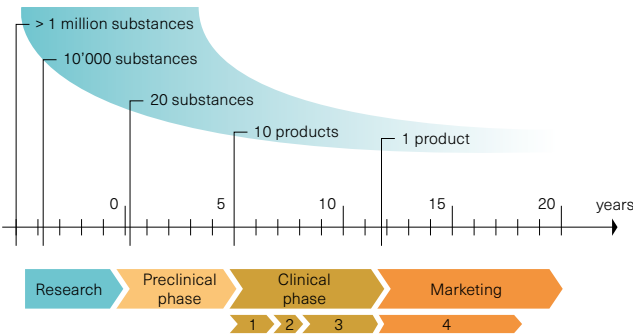 > 1 million substances
10’000 substances
20 substances
10 products
1 product
0 5 10 15 20 years
Research
Preclinical
phase
Clinical
phase
Marketing
1 2 3 4